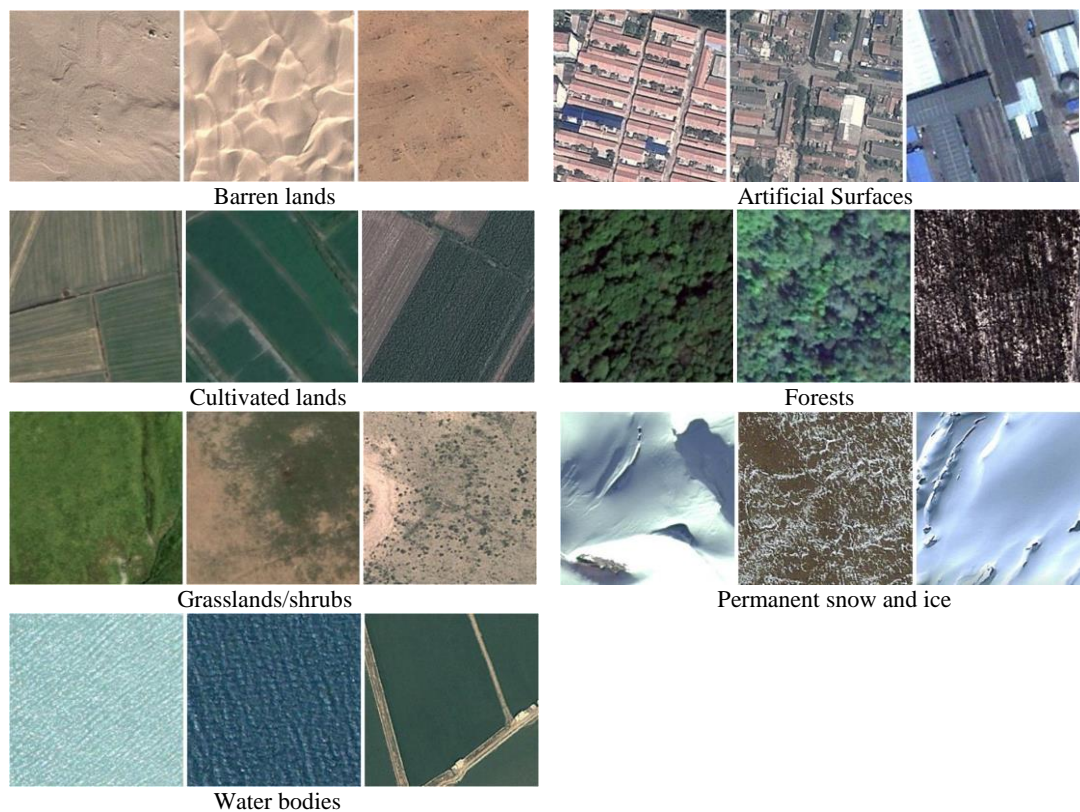 Barren lands
Artificial Surfaces
Cultivated lands
Forests
Grasslands/shrubs
Permanent snow and ice
Water bodies